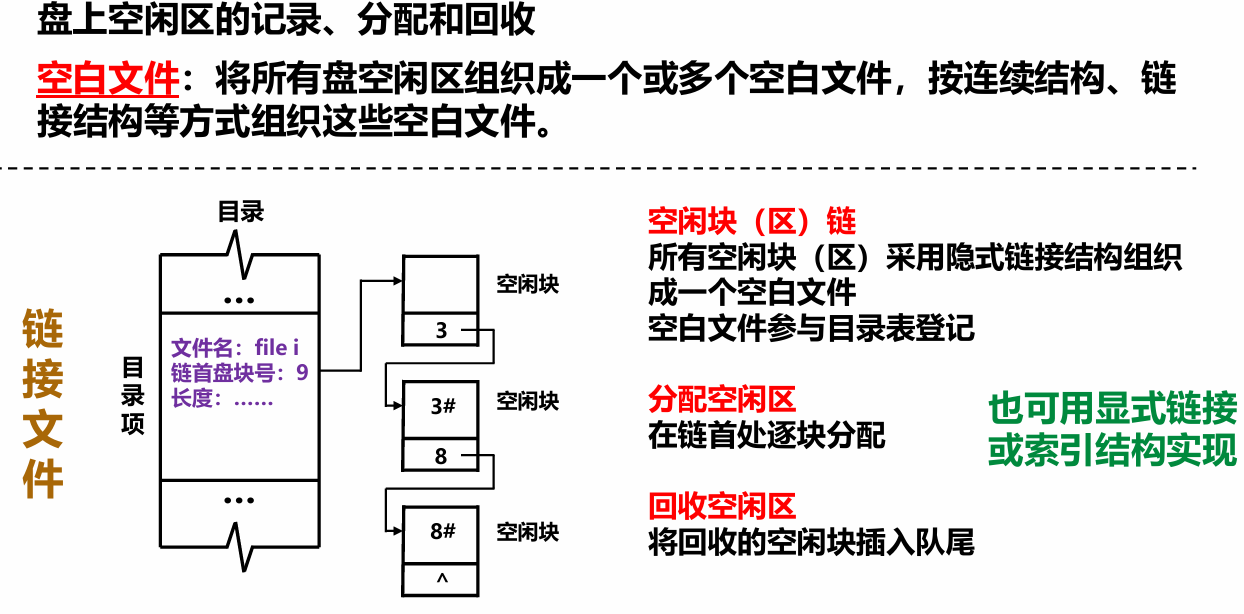 盘上空闲区的记录、分配和回收
空白文件：将所有盘空闲区组织成一个或多个空白文件，按连续结构、链
接结构等方式组织这些空白文件。
链接文件
目录
目录项
...
文件名：file i
链首盘块号：9
长度：......
...
空闲块
3
3#
空闲块
8
8#
空闲块
^
空闲块（区）链
所有空闲块（区）采用隐式链接结构组织
成一个空白文件
空白文件参与目录表登记
分配空闲区
在链首处逐块分配
回收空闲区
将回收的空闲块插入队尾
也可用显式链接
或索引结构实现